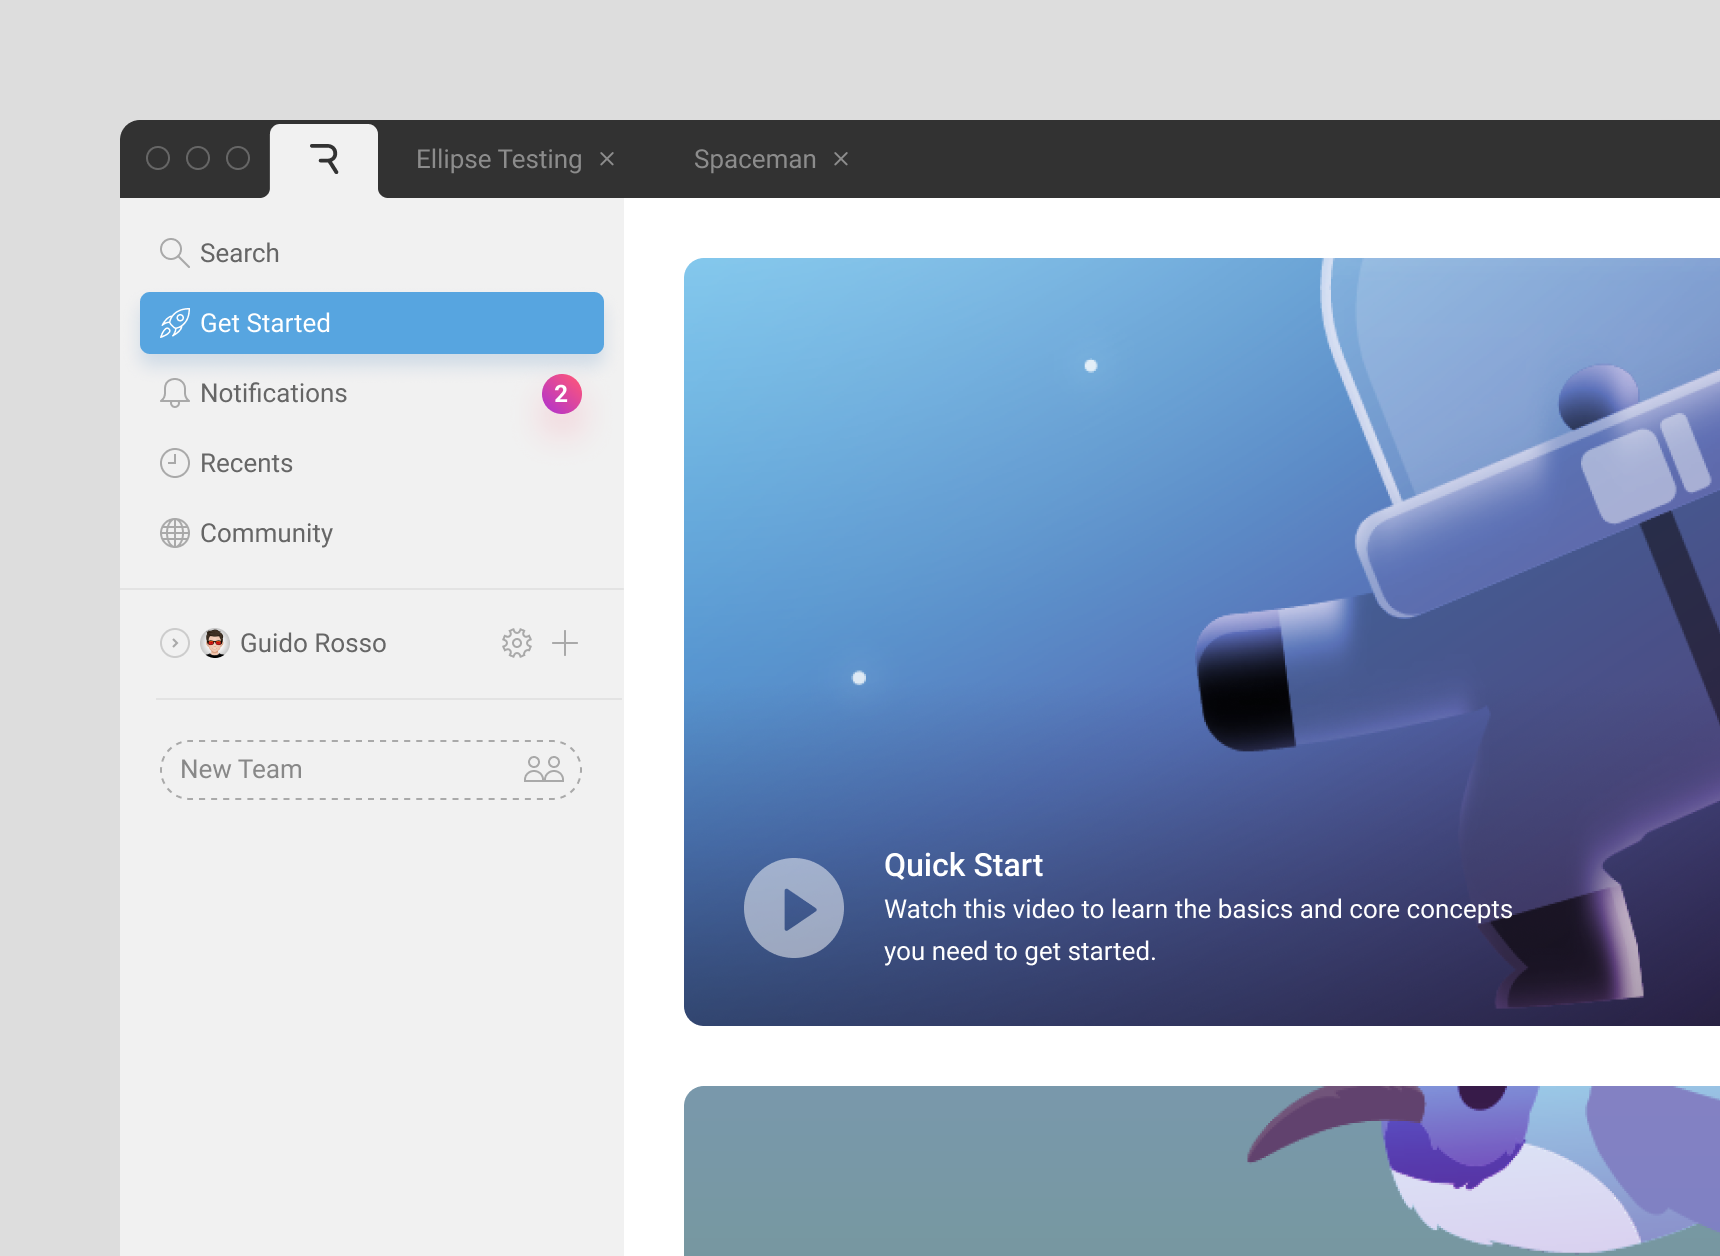 Ellipse Testing
Spaceman
Search
Get Started
Notifications
2
Recents
Community
Guido Rosso
New Team
Quick Start
Watch this video to learn the basics and core concepts
you need to get started.